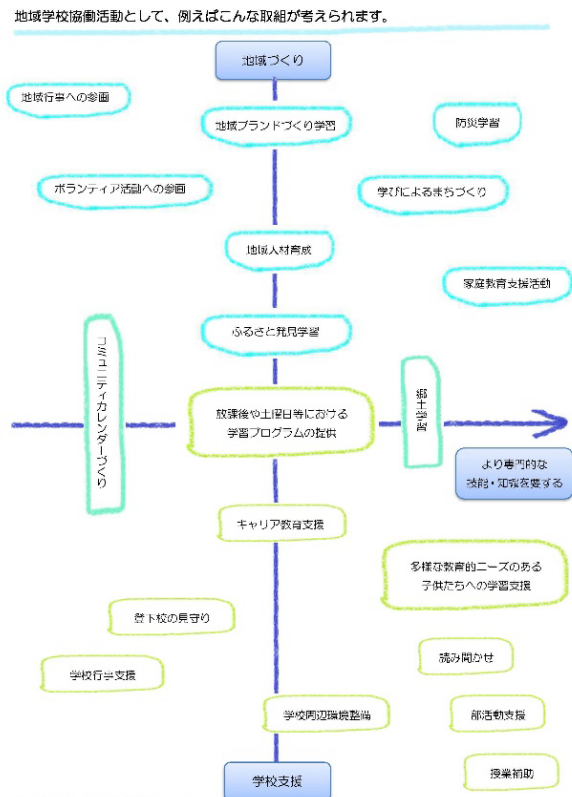 地域学校協働活動として、例えばこんな取組が考えられます。
地域づくり
地域行事への参画
地域ブランドづくり学習
防災学習
ボランティア活動への参画
学びによるまちづくり
地域人材育成
家庭教育支援活動
ふるさと発見学習
コミュニティカレンダーづくり
放課後や土曜日等における
学習プログラムの提供
郷土学習
より専門的な
技能・知識を要する
キャリア教育支援
多様な教育的ニーズのある
子供たちへの学習支援
登下校の見守り
読み聞かせ
学校行事支援
学校周辺環境整備
部活動支援
学校支援
授業補助